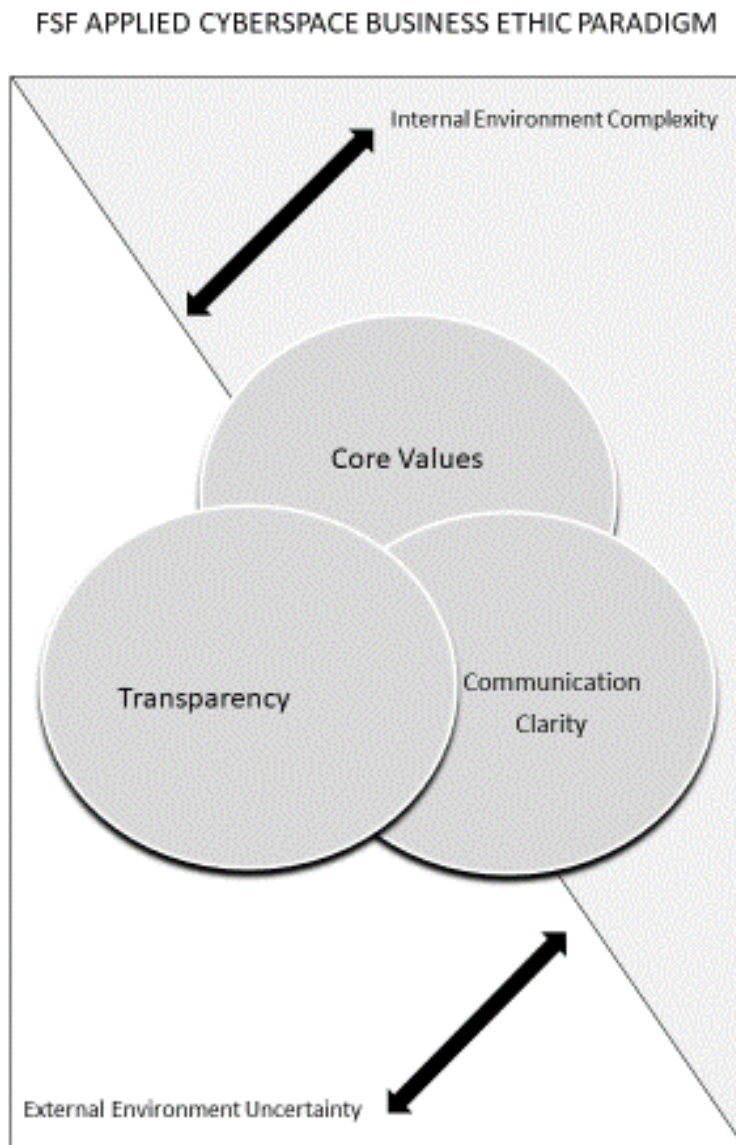 FSF APPLIED CYBERSPACE BUSINESS ETHIC PARADIGM
Internal Environment Complexity
Core Values
Transparency
Communication
Clarity
External Environment Uncertainty